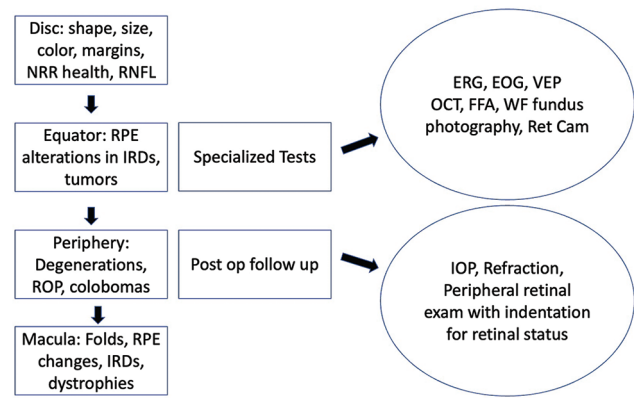 Disc: shape, size,
color, margins,
NRR health, RNFL
Equator: RPE
alterations in IRDs,
tumors
Periphery:
Degenerations,
ROP, colobomas
Macula: Folds, RPE
changes, IRDs,
dystrophies
Specialized Tests
ERG, EOG, VEP
OCT, FFA, WF fundus
photography, Ret Cam
Post op follow up
IOP, Refraction,
Peripheral retinal
exam with indentation
for retinal status